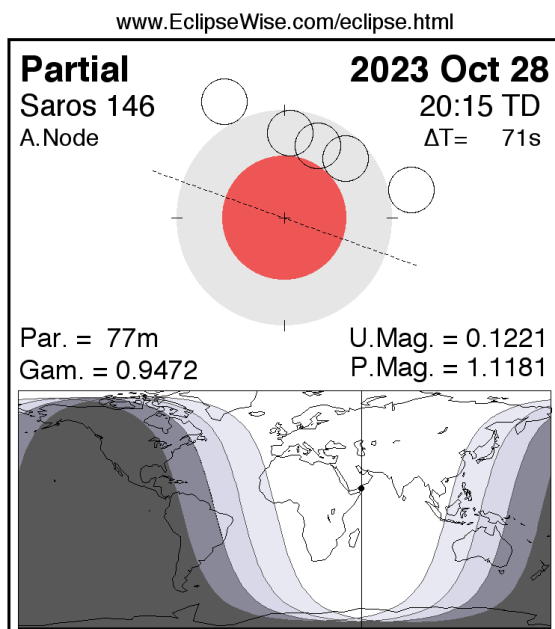 www.EclipseWise.com/eclipse.html
Partial 2023 Oct 28
Saros 146 20:15 TD
A.Node ΔT= 71s
Par. = 77m U.Mag. = 0.1221
Gam. = 0.9472 P.Mag. = 1.1181